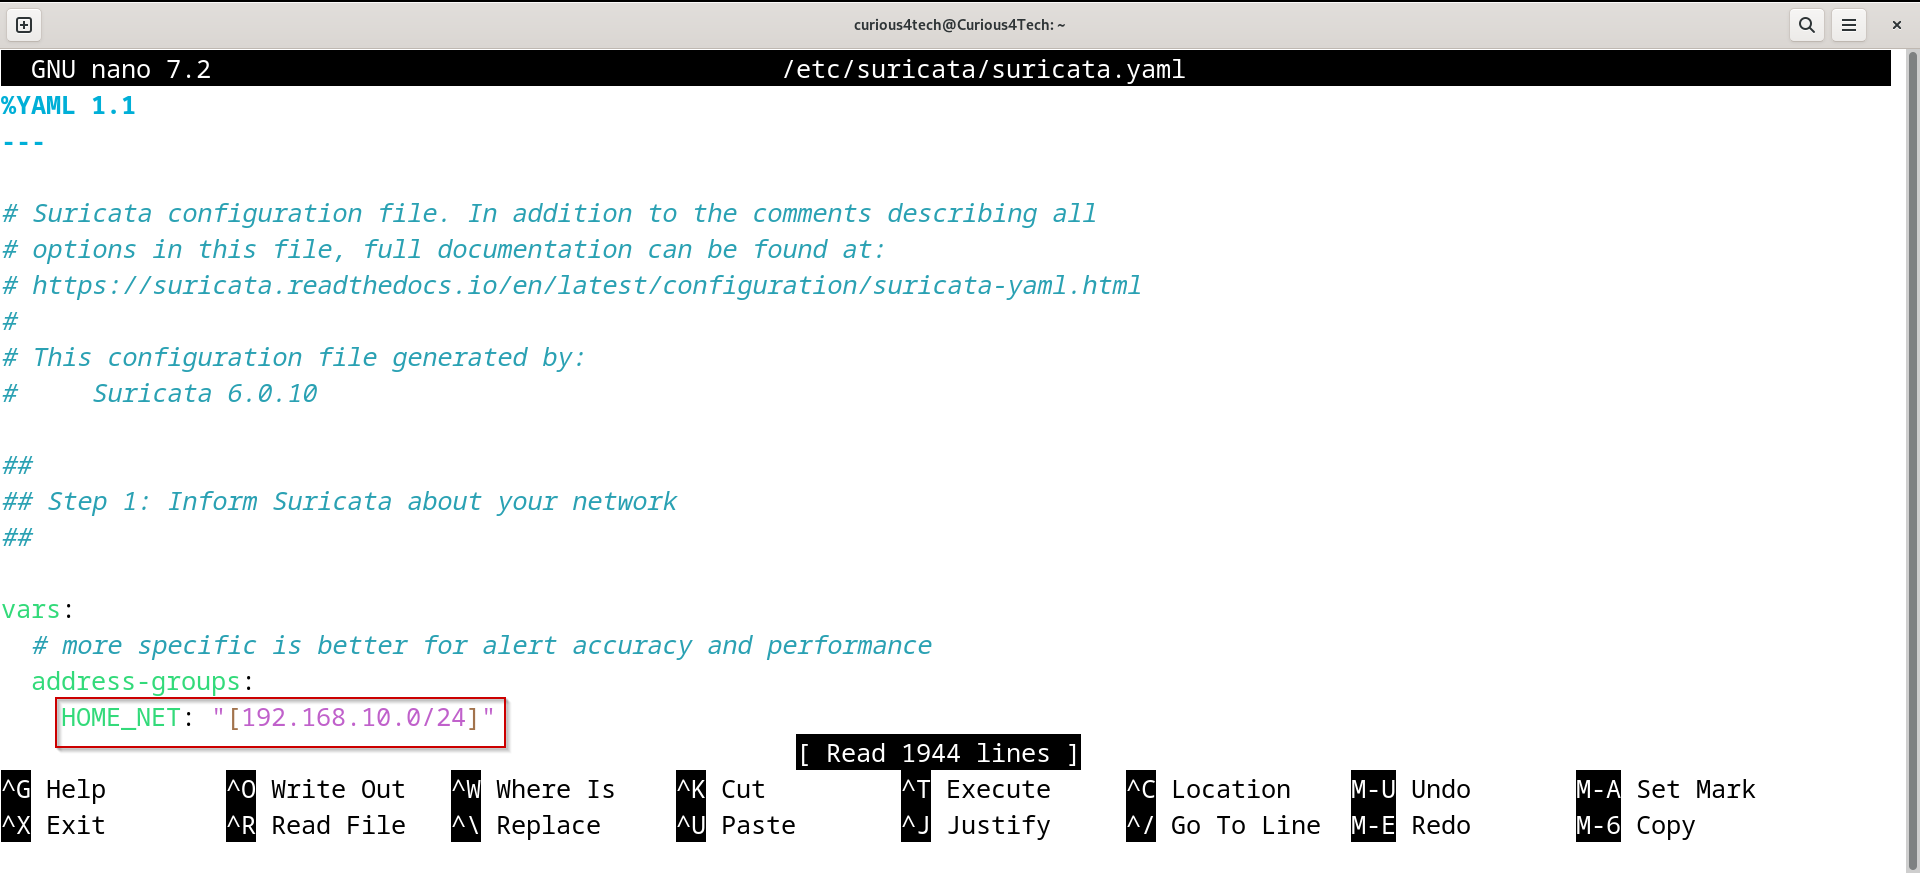 curious4tech@Curious4Tech: ~
GNU nano 7.2 /etc/suricata/suricata.yaml
%YAML 1.1
---
# Suricata configuration file. In addition to the comments describing all
# options in this file, full documentation can be found at:
# https://suricata.readthedocs.io/en/latest/configuration/suricata-yaml.html
#
# This configuration file generated by:
#     Suricata 6.0.10
##
## Step 1: Inform Suricata about your network
##
vars:
  # more specific is better for alert accuracy and performance
  address-groups:
    HOME_NET: "[192.168.10.0/24]"
[ Read 1944 lines ]
^G Help ^O Write Out ^W Where Is ^K Cut ^T Execute ^C Location M-U Undo M-A Set Mark
^X Exit ^R Read File ^\ Replace ^U Paste ^J Justify ^/ Go To Line M-E Redo M-6 Copy